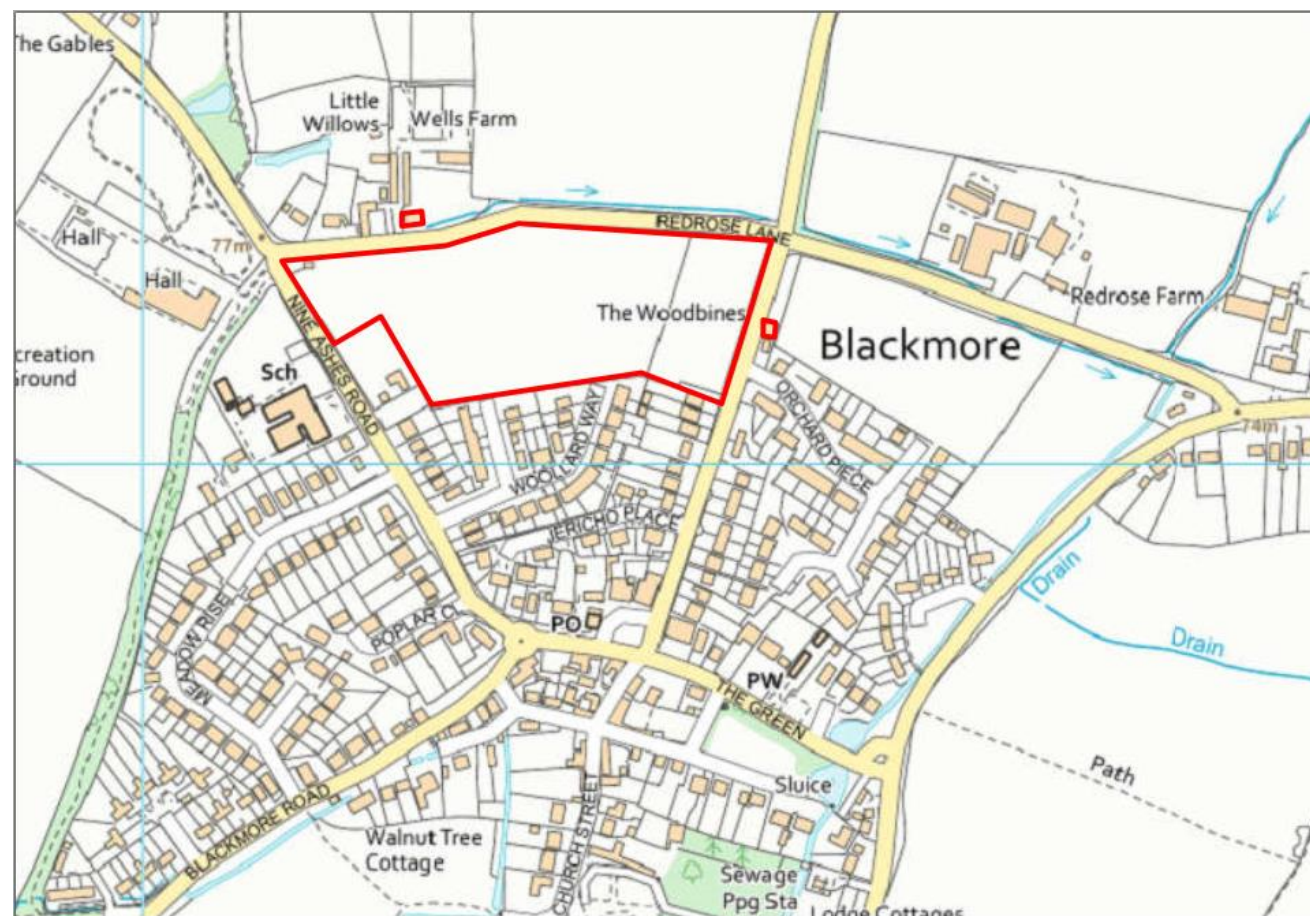 The Gables
Little
Willows
Wells Farm
Hall
77m
Hall
REDROSE LANE
Redrose Farm
The Woodbines
Blackmore
creation
Ground
Sch
NINE ASHES ROAD
74m
ORCHARD PIECE
WOOLLARD WAY
JERICHO PLACE
Drain
Drain
MEADOW RISE
POPLAR C
PO
PW
THE GREEN
Path
Sluice
BLACKMORE ROAD
Walnut Tree
Cottage
CHURCH STREET
Sewage
Ppg Sta
Lodge Cottages